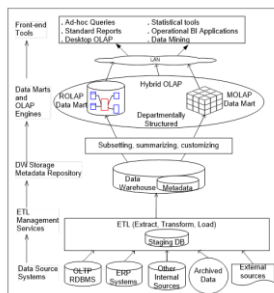 Front-end
Tools
. Ad-hoc Queries
. Standard Reports
. Desktop OLAP
. Statistical tools
. Operational BI Applications
. Data Mining
LAN
Data Marts
and
OLAP
Engines
Hybrid OLAP
ROLAP
Data Mart
MOLAP
Data Mart
Departmentally
Structured
Subsetting, summarizing, customizing
DW Storage
Metadata Repository
Data
Warehouse
Metadata
ETL
Management
Services
ETL (Extract, Transform, Load)
Staging DB
Data Source
Systems
OLTP
RDBMS
ERP
Systems
Other
Internal
Sources
Archived
Data
External
sources